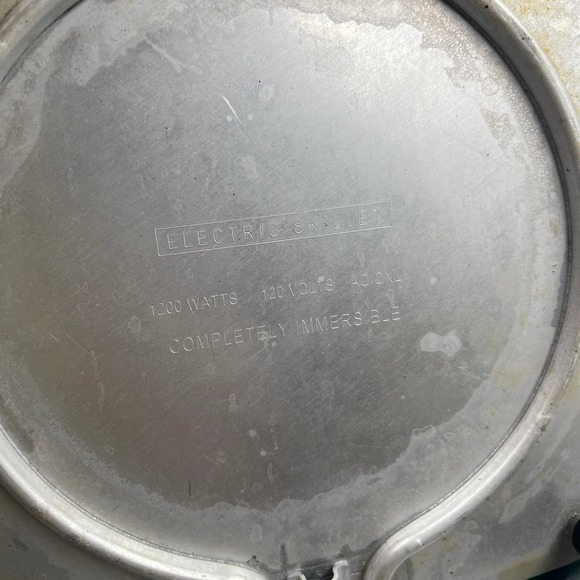 ELECTRIC SKILLET
1200 WATTS 120 VOLTS AC ONLY
COMPLETELY IMMERSIBLE